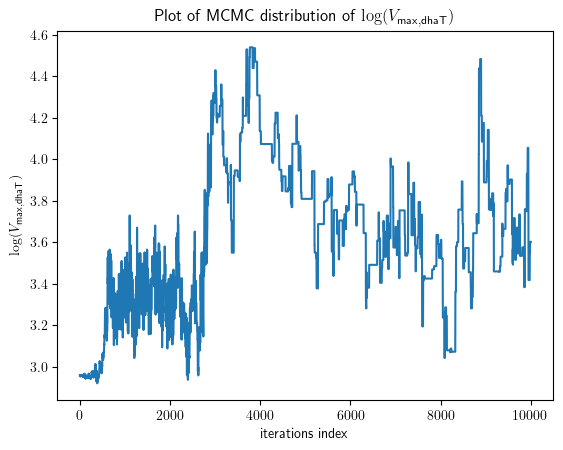 Plot of MCMC distribution of log(V_max,dhaT)
4.6
4.4
4.2
4.0
3.8
3.6
3.4
3.2
3.0
log(V_max,dhaT)
0 2000 4000 6000 8000 10000
iterations index